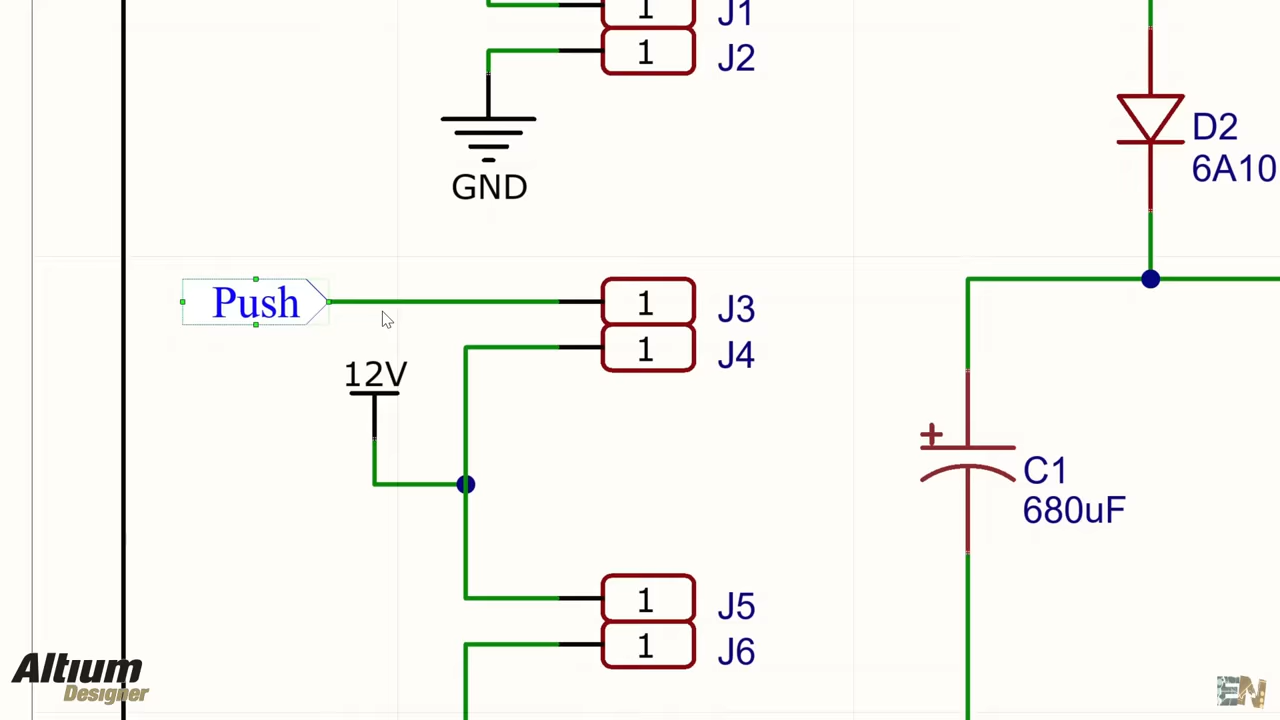 1 J1
1 J2
GND
D2
6A10
Push
1 J3
1 J4
12V
+
C1
680uF
1 J5
1 J6
Altium
Designer
EN